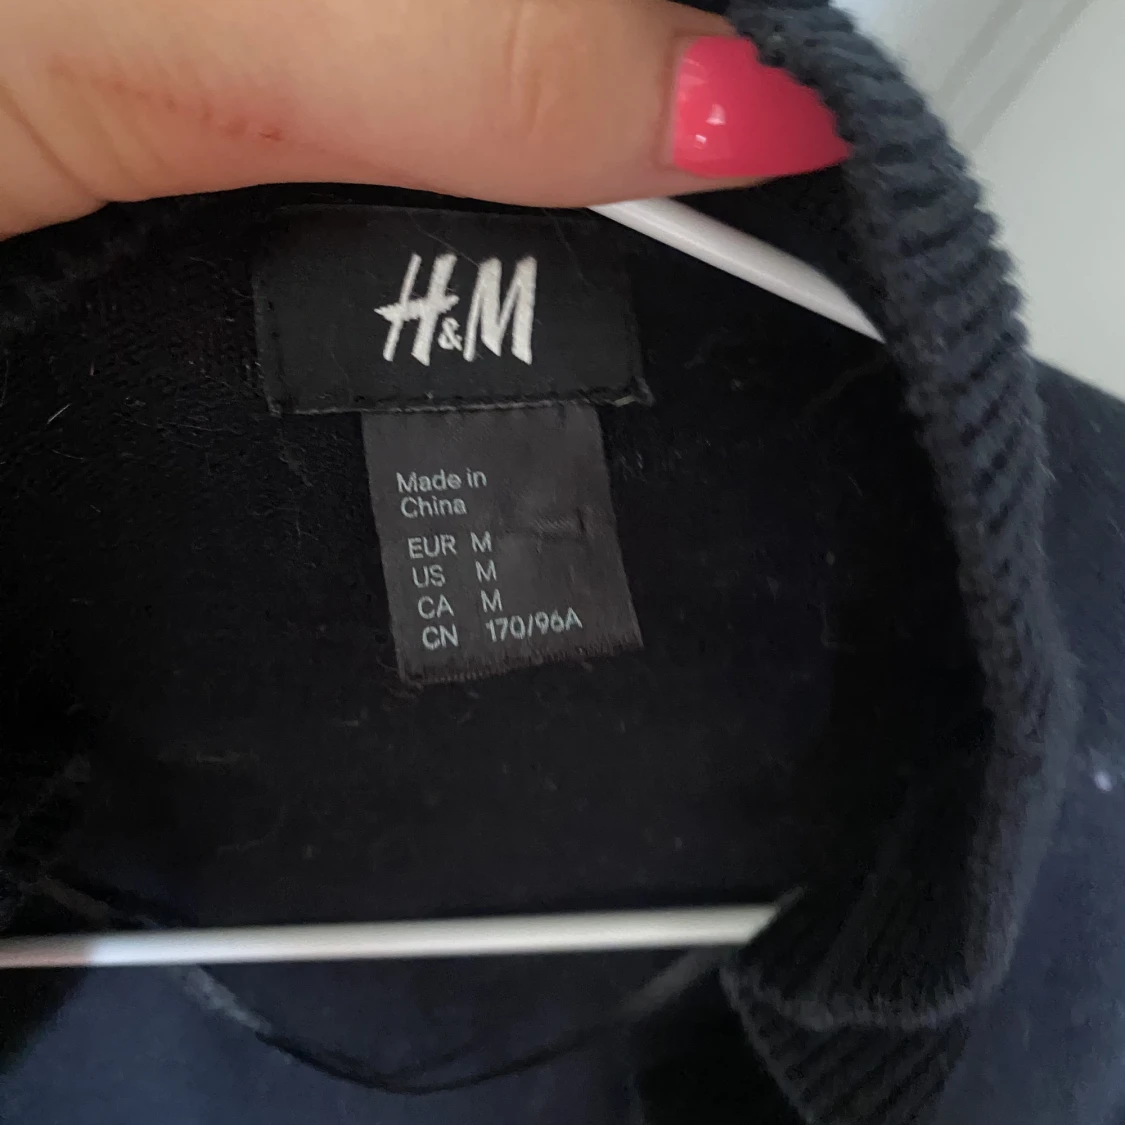 H&M
Made in
China
EUR M
US M
CA M
CN 170/96A